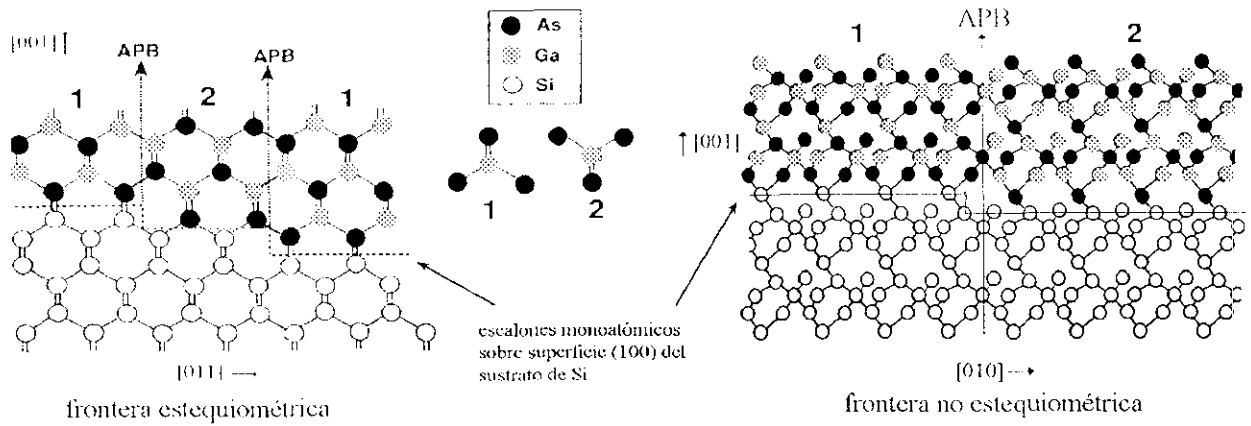 [001]
APB
APB
1
2
1
As
Ga
Si
1
2
escalones monoatómicos
sobre superficie (100) del
sustrato de Si
[011]
frontera estequiométrica
APB
1
2
[001]
[010]
frontera no estequiométrica